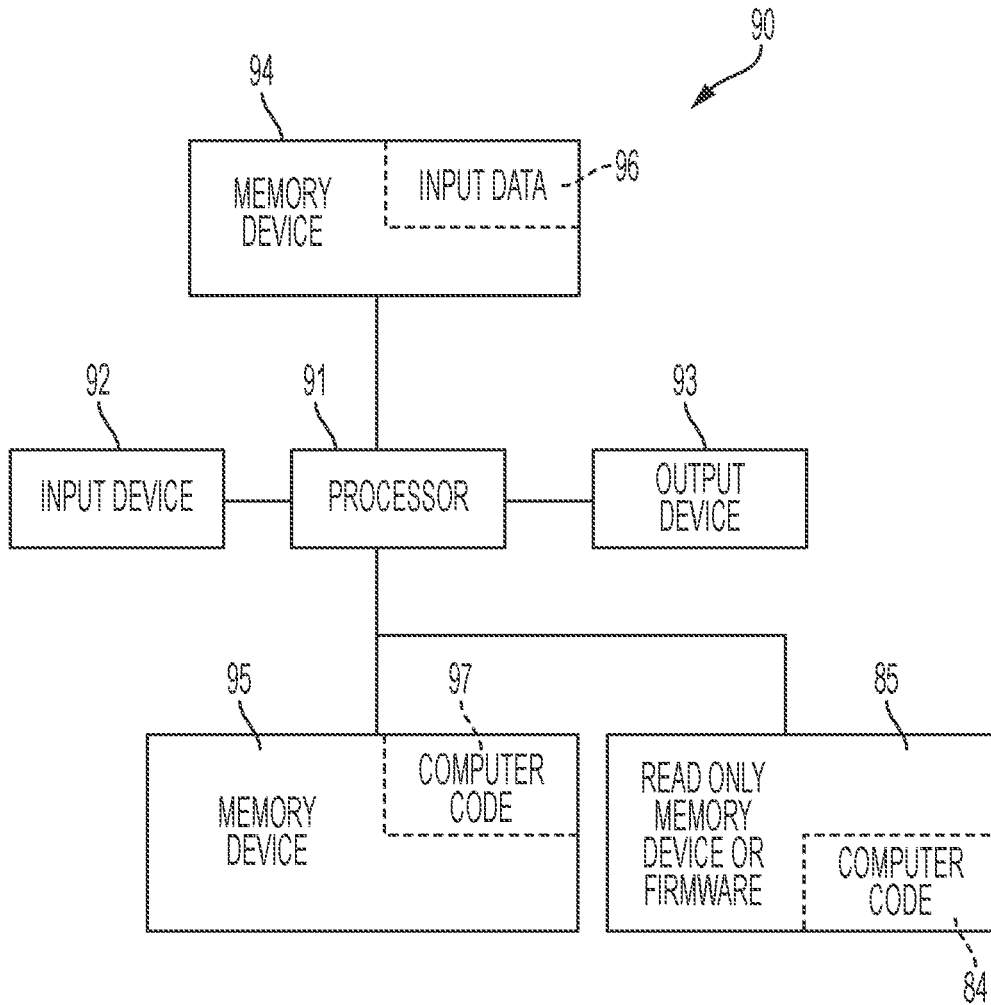 90
94
MEMORY
DEVICE
INPUT DATA
96
92
91
93
INPUT DEVICE
PROCESSOR
OUTPUT
DEVICE
95
97
85
MEMORY
DEVICE
COMPUTER
CODE
READ ONLY
MEMORY
DEVICE OR
FIRMWARE
COMPUTER
CODE
84